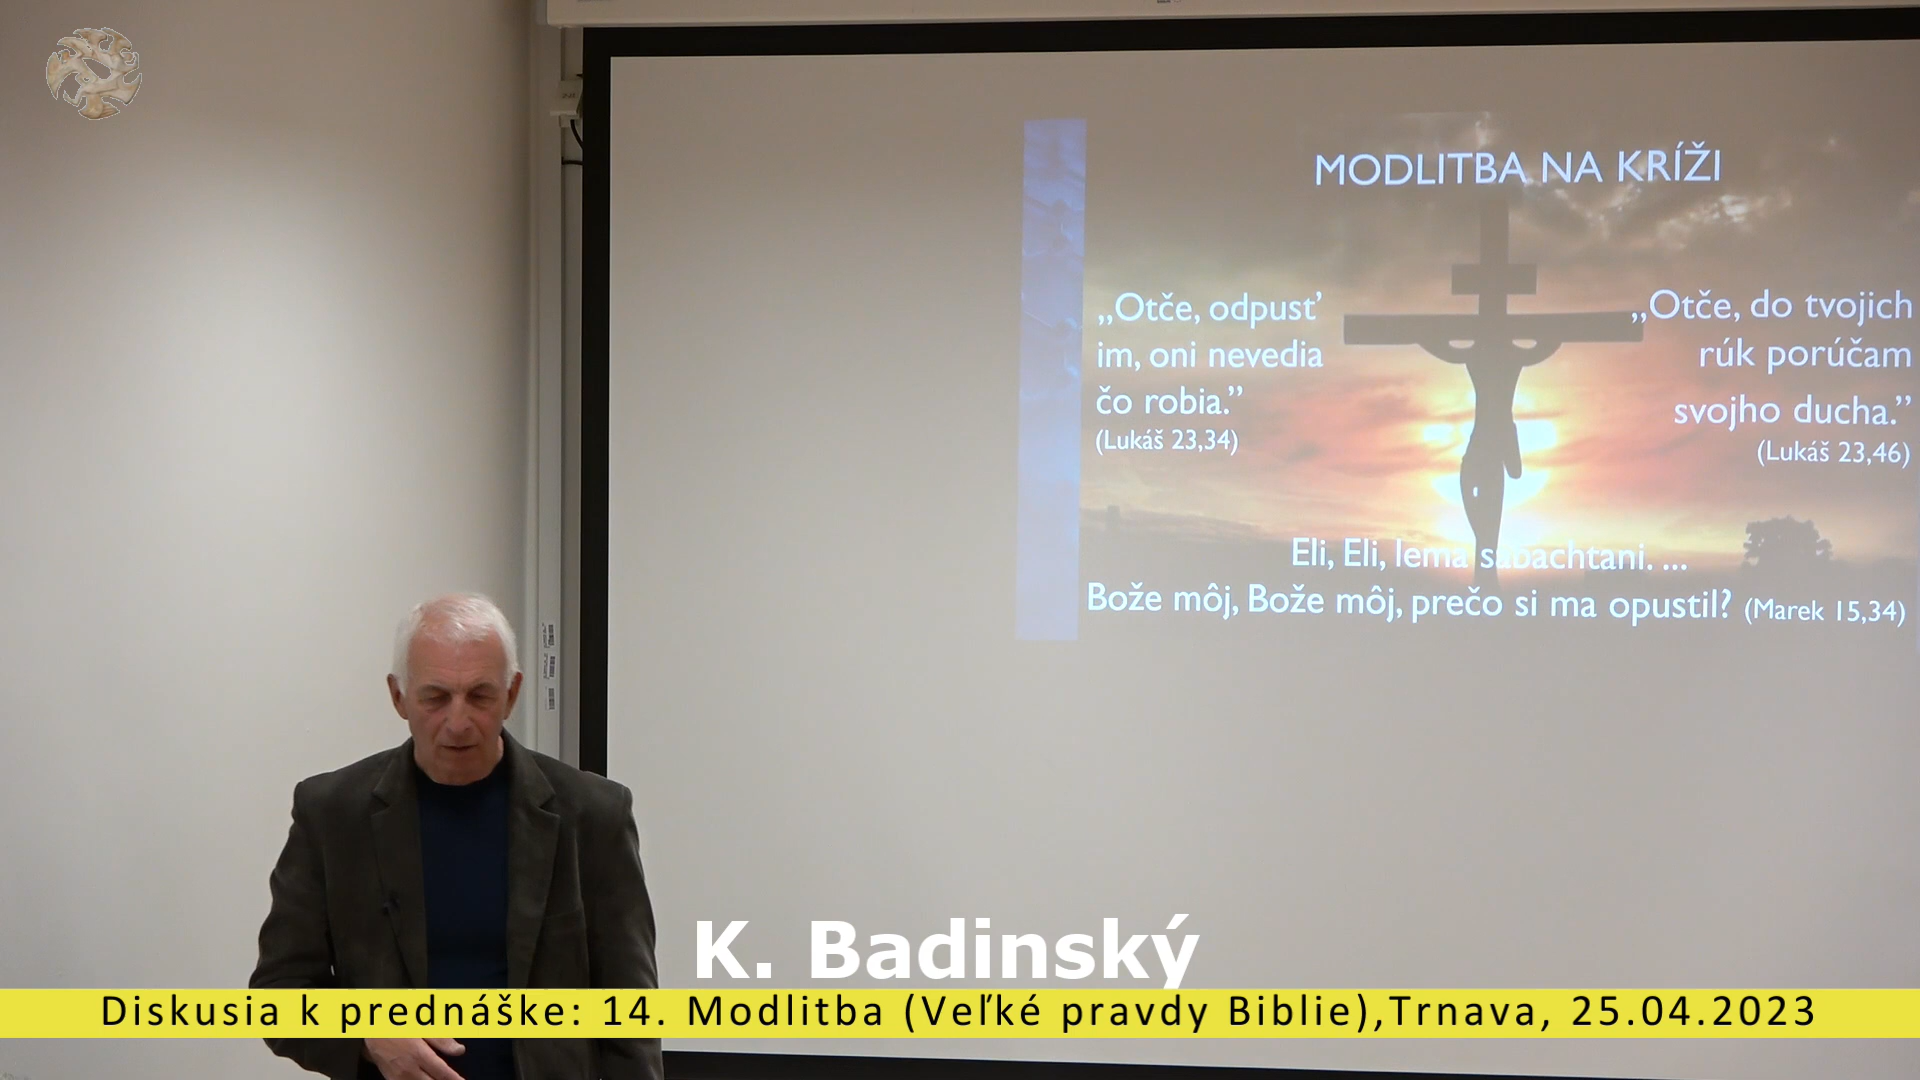 MODLITBA NA KRÍŽI
„Otče, odpusť
im, oni nevedia
čo robia.”
(Lukáš 23,34)
„Otče, do tvojich
rúk porúčam
svojho ducha.”
(Lukáš 23,46)
Eli, Eli, lema sabachtani. ...
Bože môj, Bože môj, prečo si ma opustil? (Marek 15,34)
K. Badinský
Diskusia k prednáške: 14. Modlitba (Veľké pravdy Biblie),Trnava, 25.04.2023